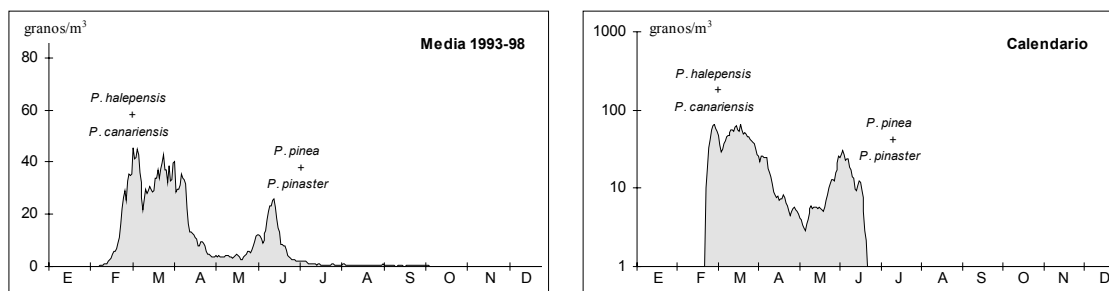 granos/m³
Media 1993-98
80
P. halepensis
+
P. canariensis
60
40
P. pinea
+
P. pinaster
20
0
E F M A M J J A S O N D
granos/m³
Calendario
1000
P. halepensis
+
P. canariensis
100
P. pinea
+
P. pinaster
10
1
E F M A M J J A S O N D